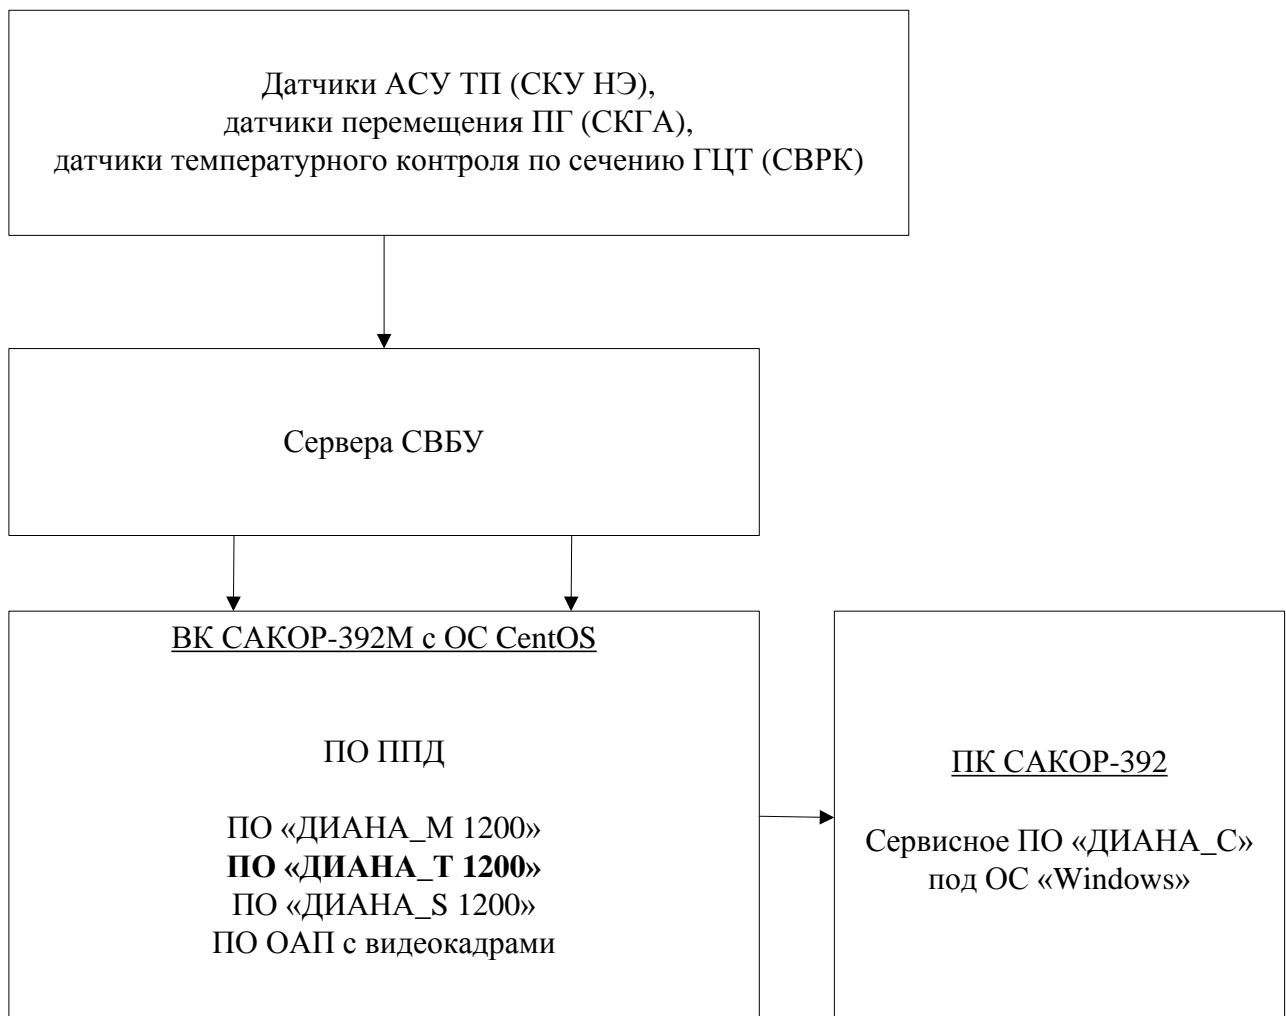 Датчики АСУ ТП (СКУ НЭ),
датчики перемещения ПГ (СКГА),
датчики температурного контроля по сечению ГЦТ (СВРК)
Сервера СВБУ
ВК САКОР-392М с ОС CentOS
ПО ППД
ПО «ДИАНА_М 1200»
ПО «ДИАНА_Т 1200»
ПО «ДИАНА_S 1200»
ПО ОАП с видеокадрами
ПК САКОР-392
Сервисное ПО «ДИАНА_С»
под ОС «Windows»